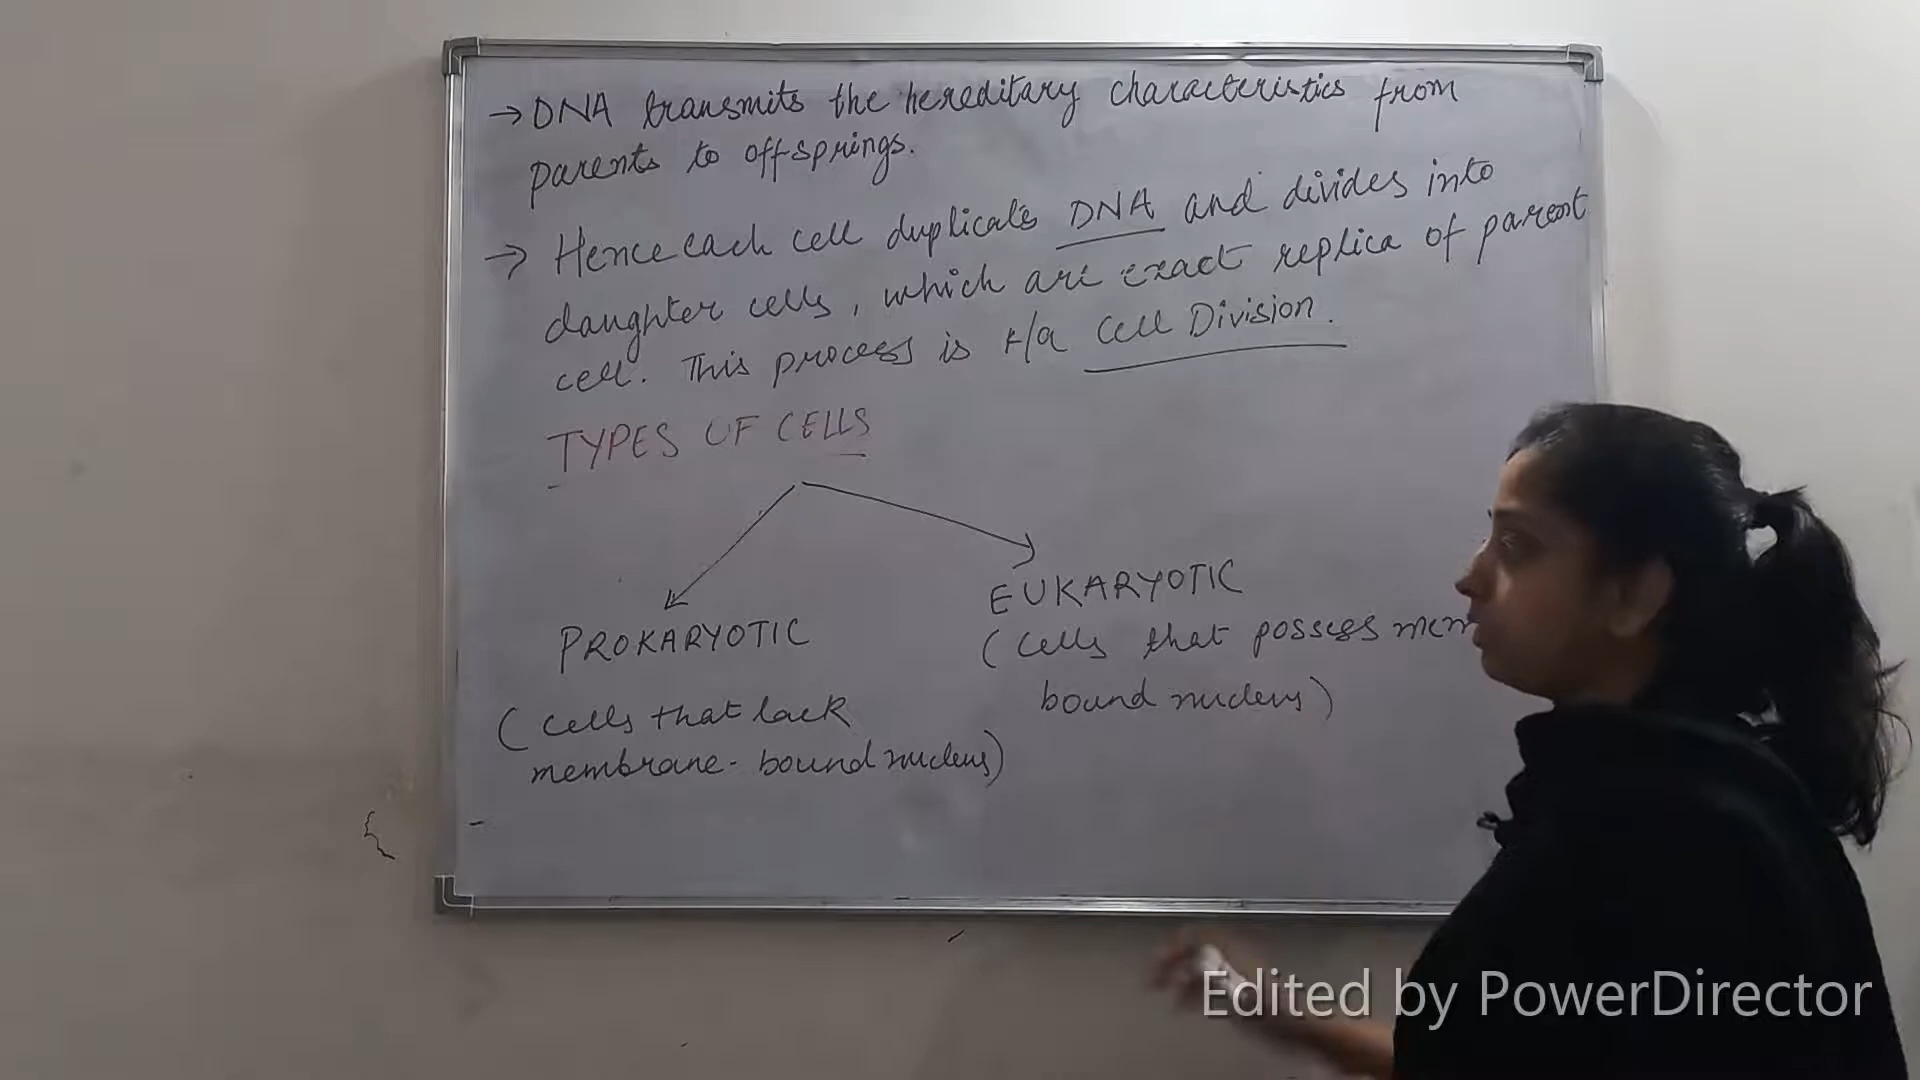 → DNA transmits the hereditary characteristics from
parents to offsprings.
→ Hence each cell duplicates DNA and divides into
daughter cells, which are exact replica of parent
cell. This process is k/a Cell Division.
TYPES OF CELLS
PROKARYOTIC
(cells that lack
membrane-bound nucleus)
EUKARYOTIC
(cells that possess mem
bound nucleus)
Edited by PowerDirector